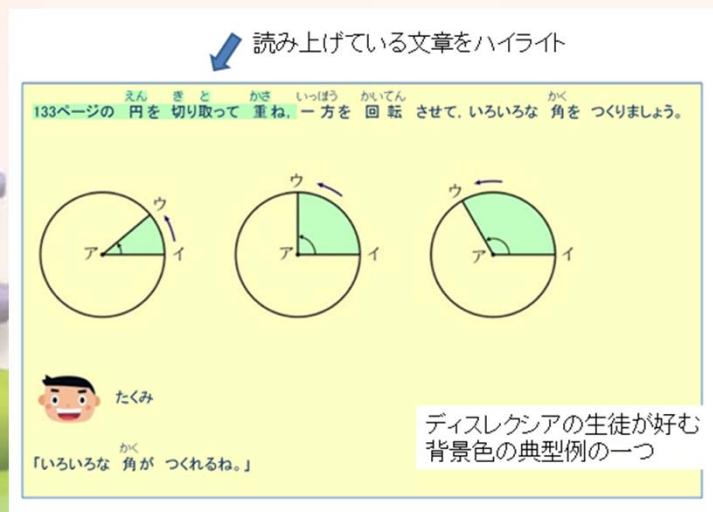 読み上げている文章をハイライト
えん き と かさ いっぽう かいてん かく
133ページの 円を 切り取って 重ね, 一方を 回転 させて, いろいろな 角を つくりましょう。
ウ
ア
イ
ウ
ア
イ
ウ
ア
イ
たくみ
ディスレクシアの生徒が好む
背景色の典型例の一つ
かく
「いろいろな 角が つくれるね。」